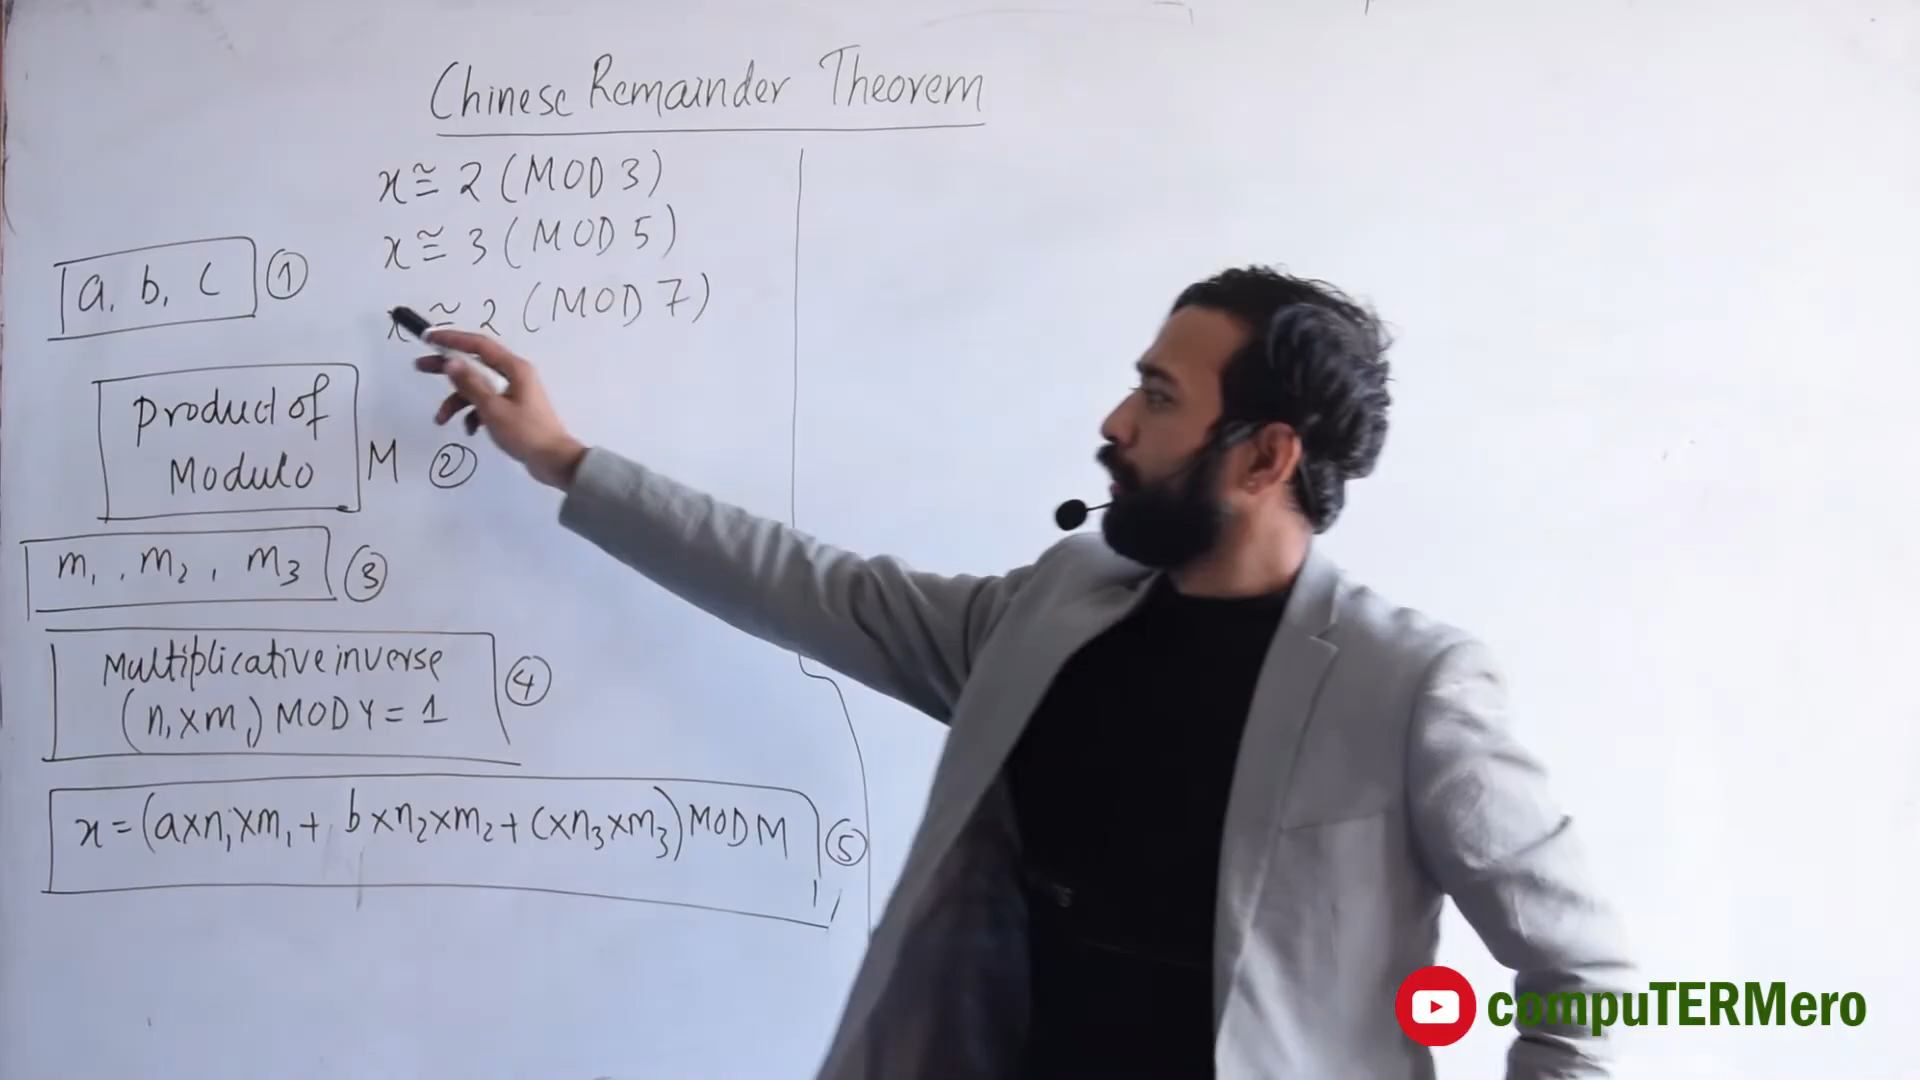 Chinese Remainder Theorem
x ≅ 2 (MOD 3)
x ≅ 3 (MOD 5)
x ≅ 2 (MOD 7)
a, b, c ①
product of
Modulo
M ②
m₁, m₂, m₃ ③
Multiplicative inverse
(n₁×m₁) MOD Y = 1
④
x = (a×n₁×m₁ + b×n₂×m₂ + c×n₃×m₃) MOD M ⑤
compuTERMero